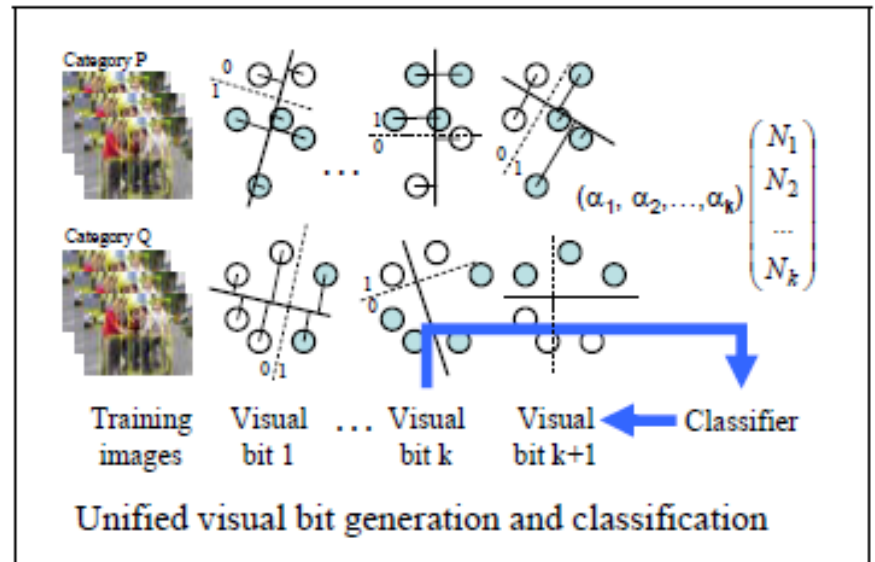 Category P
0
1
1
0
0
1
...
(α1, α2,...,αk)
N1
N2
...
Nk
Category Q
1
0
0/1
Training
images
Visual
bit 1
...
Visual
bit k
Visual
bit k+1
Classifier
Unified visual bit generation and classification